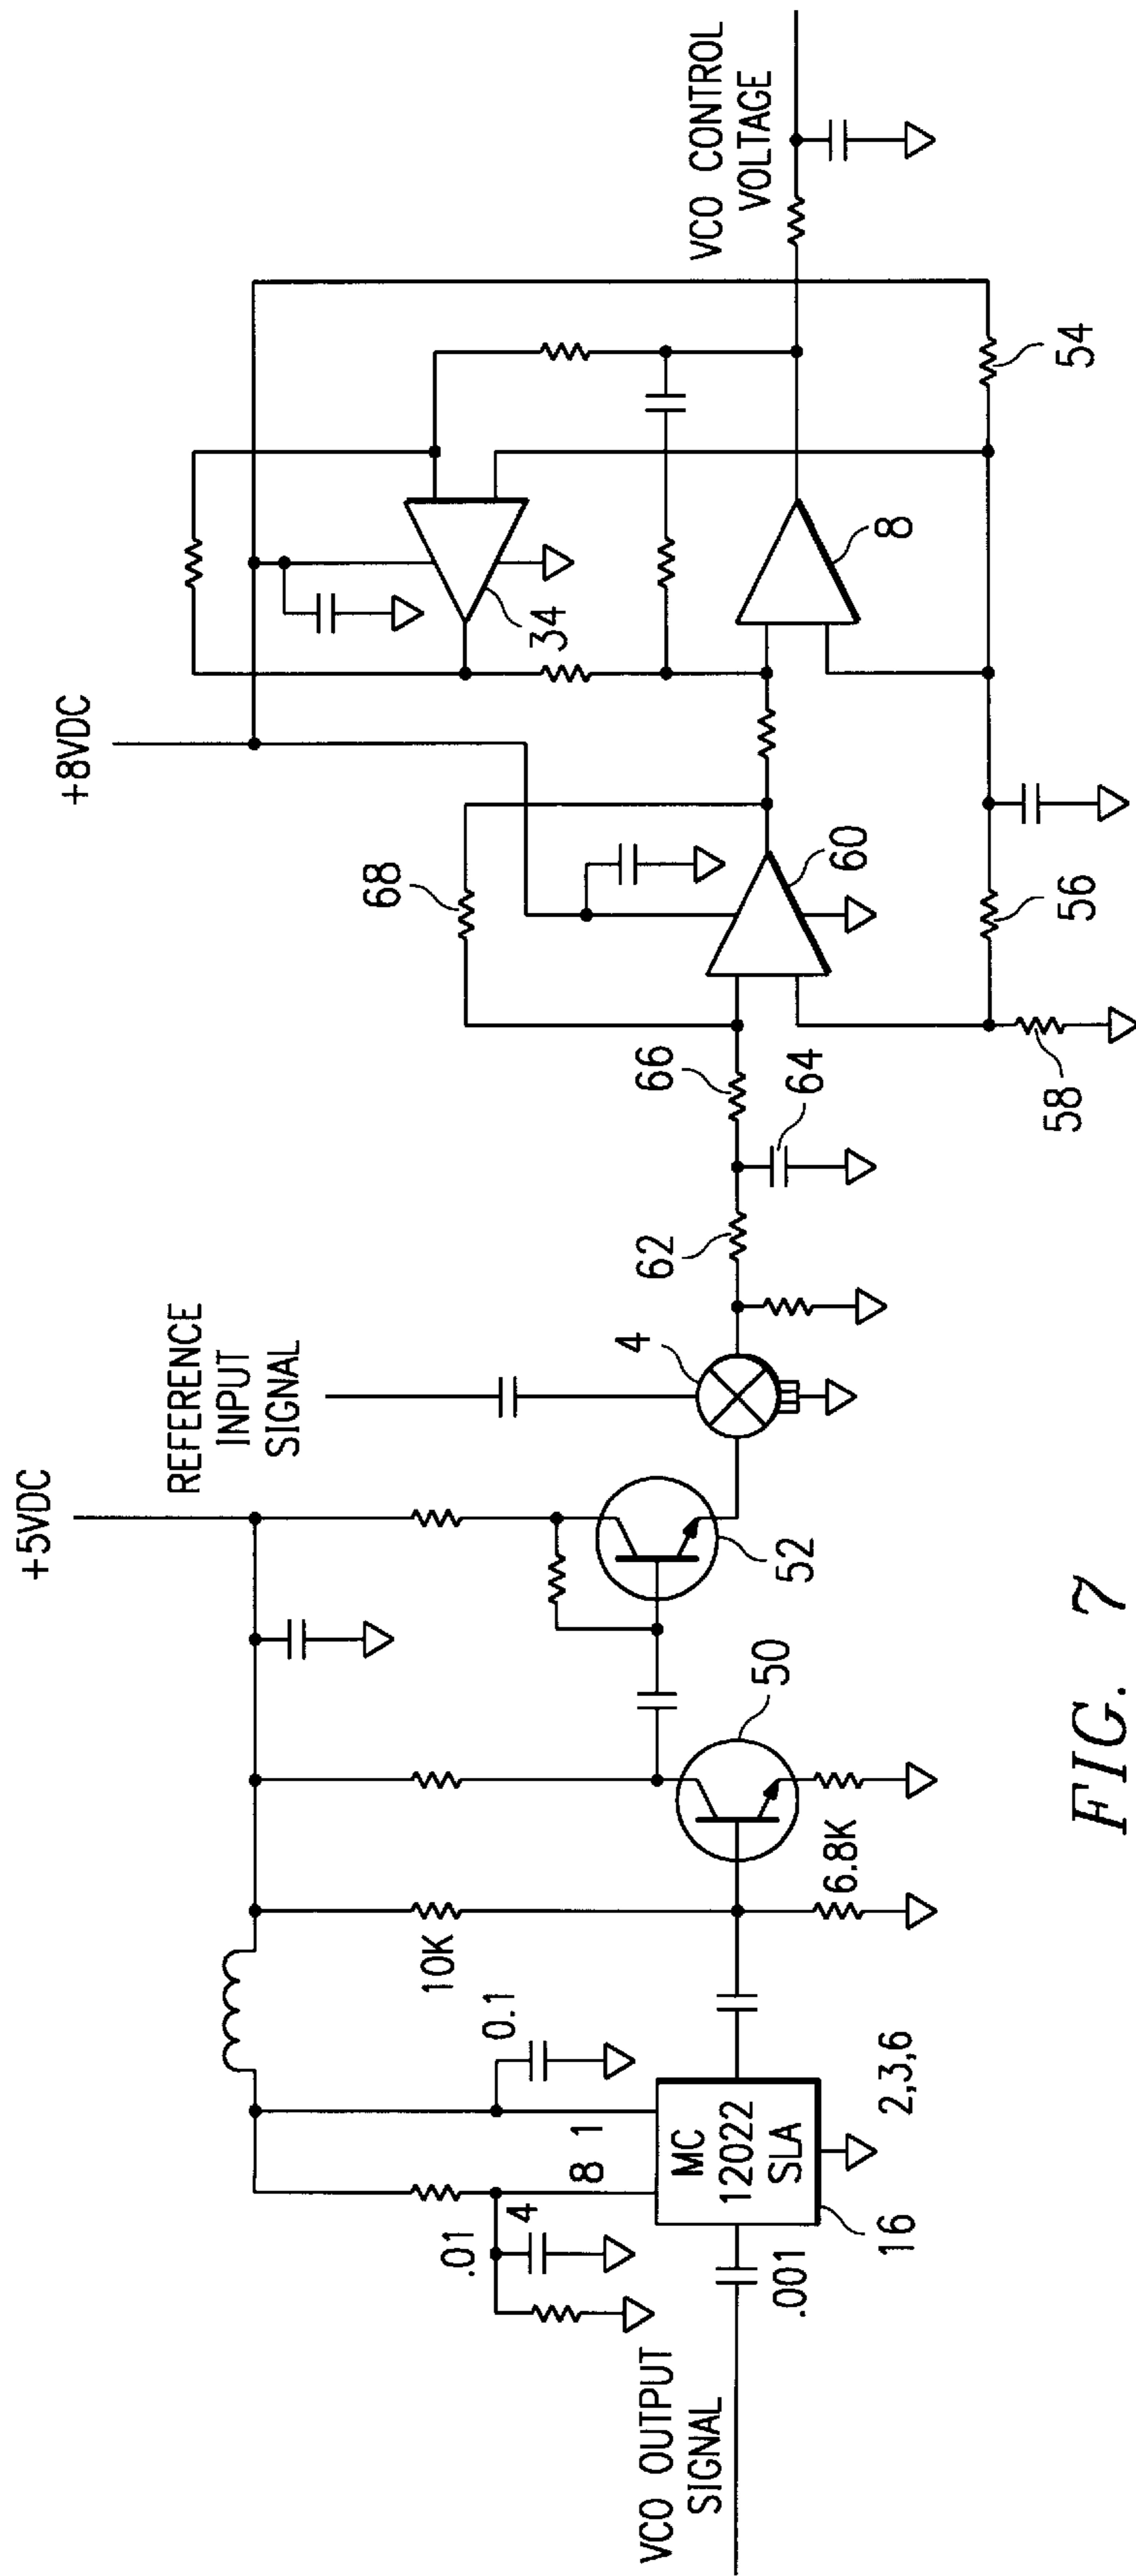 +5VDC
REFERENCE
INPUT
SIGNAL
+8VDC
VCO CONTROL
VOLTAGE
VCO OUTPUT
SIGNAL
.001
.01
4
8
1
0.1
MC
12022
SLA
16
2,3,6
10K
6.8K
50
52
4
62
64
66
68
60
58
56
34
8
54
FIG. 7